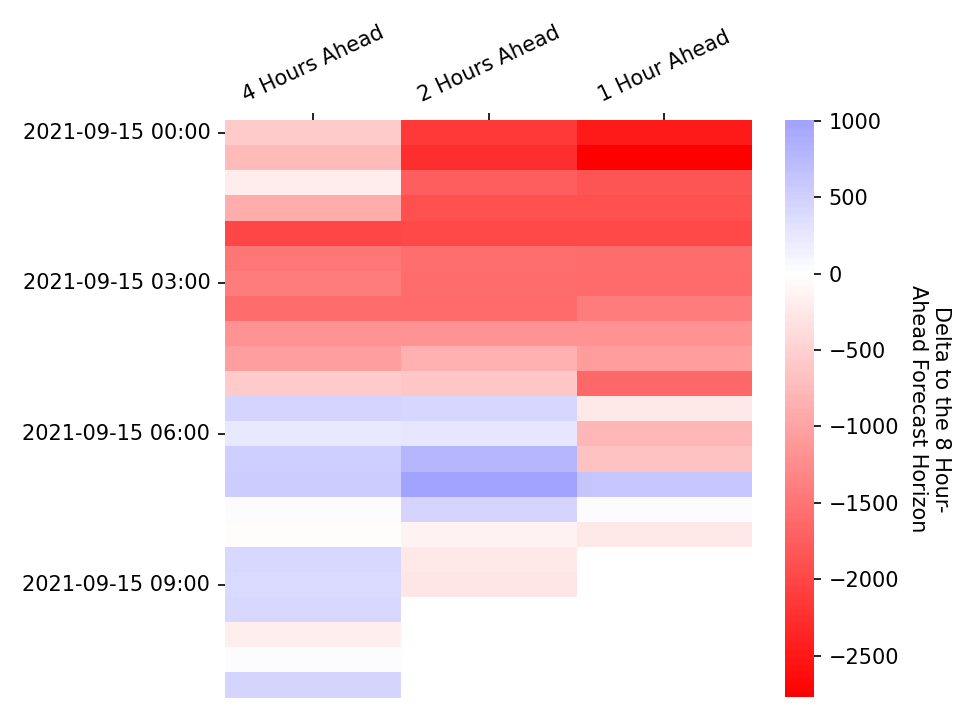 4 Hours Ahead
2 Hours Ahead
1 Hour Ahead
2021-09-15 00:00
2021-09-15 03:00
2021-09-15 06:00
2021-09-15 09:00
1000
500
0
−500
−1000
−1500
−2000
−2500
Delta to the 8 Hour-
Ahead Forecast Horizon